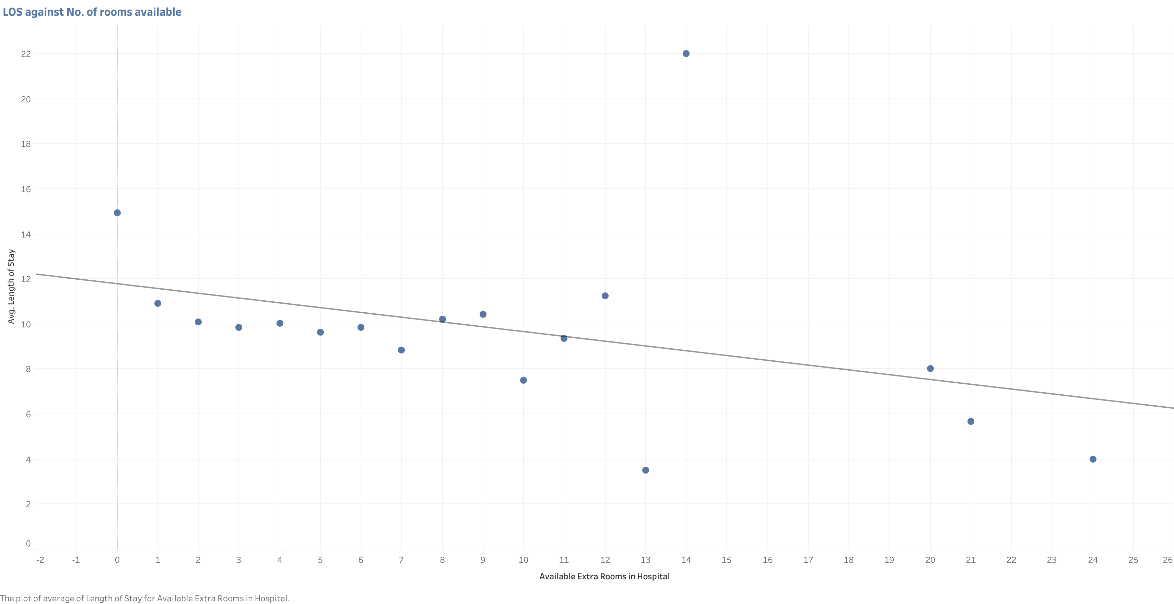 LOS against No. of rooms available
22
20
18
16
14
12
10
8
6
4
2
0
Avg. Length of Stay
-2 -1 0 1 2 3 4 5 6 7 8 9 10 11 12 13 14 15 16 17 18 19 20 21 22 23 24 25 26
Available Extra Rooms in Hospital
The plot of average of Length of Stay for Available Extra Rooms in Hospital.